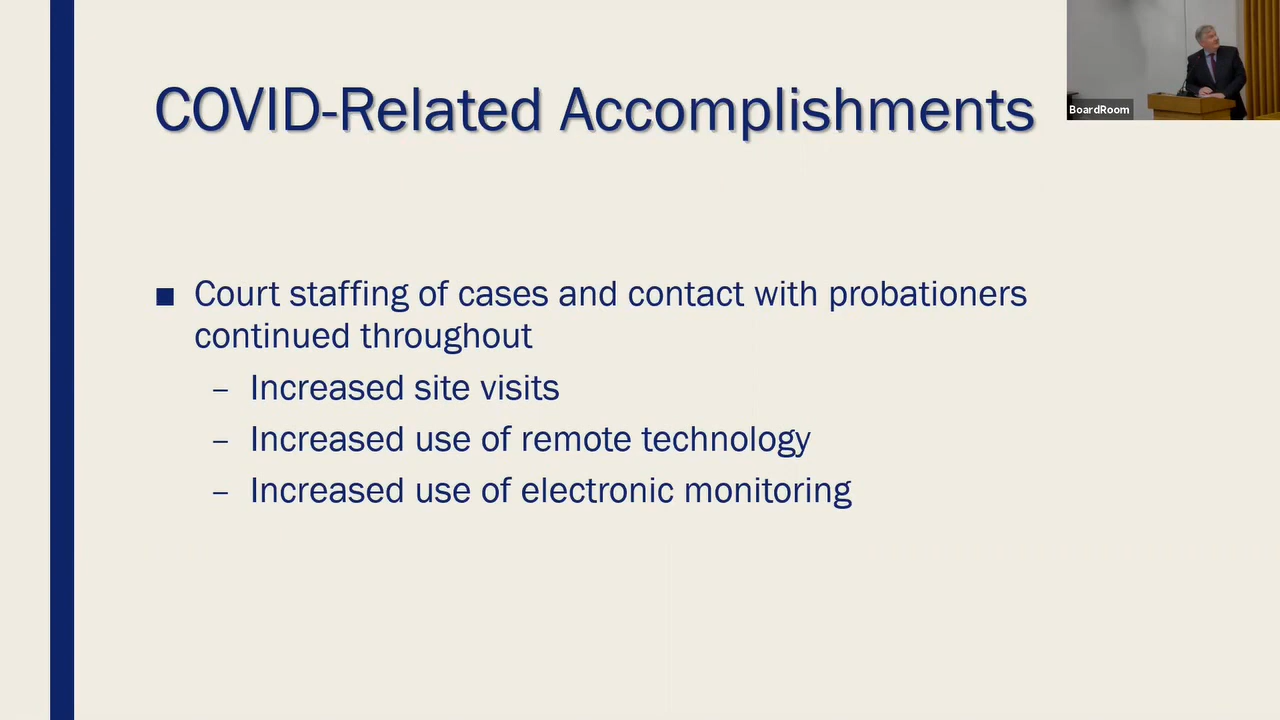 COVID-Related Accomplishments
BoardRoom
■ Court staffing of cases and contact with probationers
continued throughout
– Increased site visits
– Increased use of remote technology
– Increased use of electronic monitoring